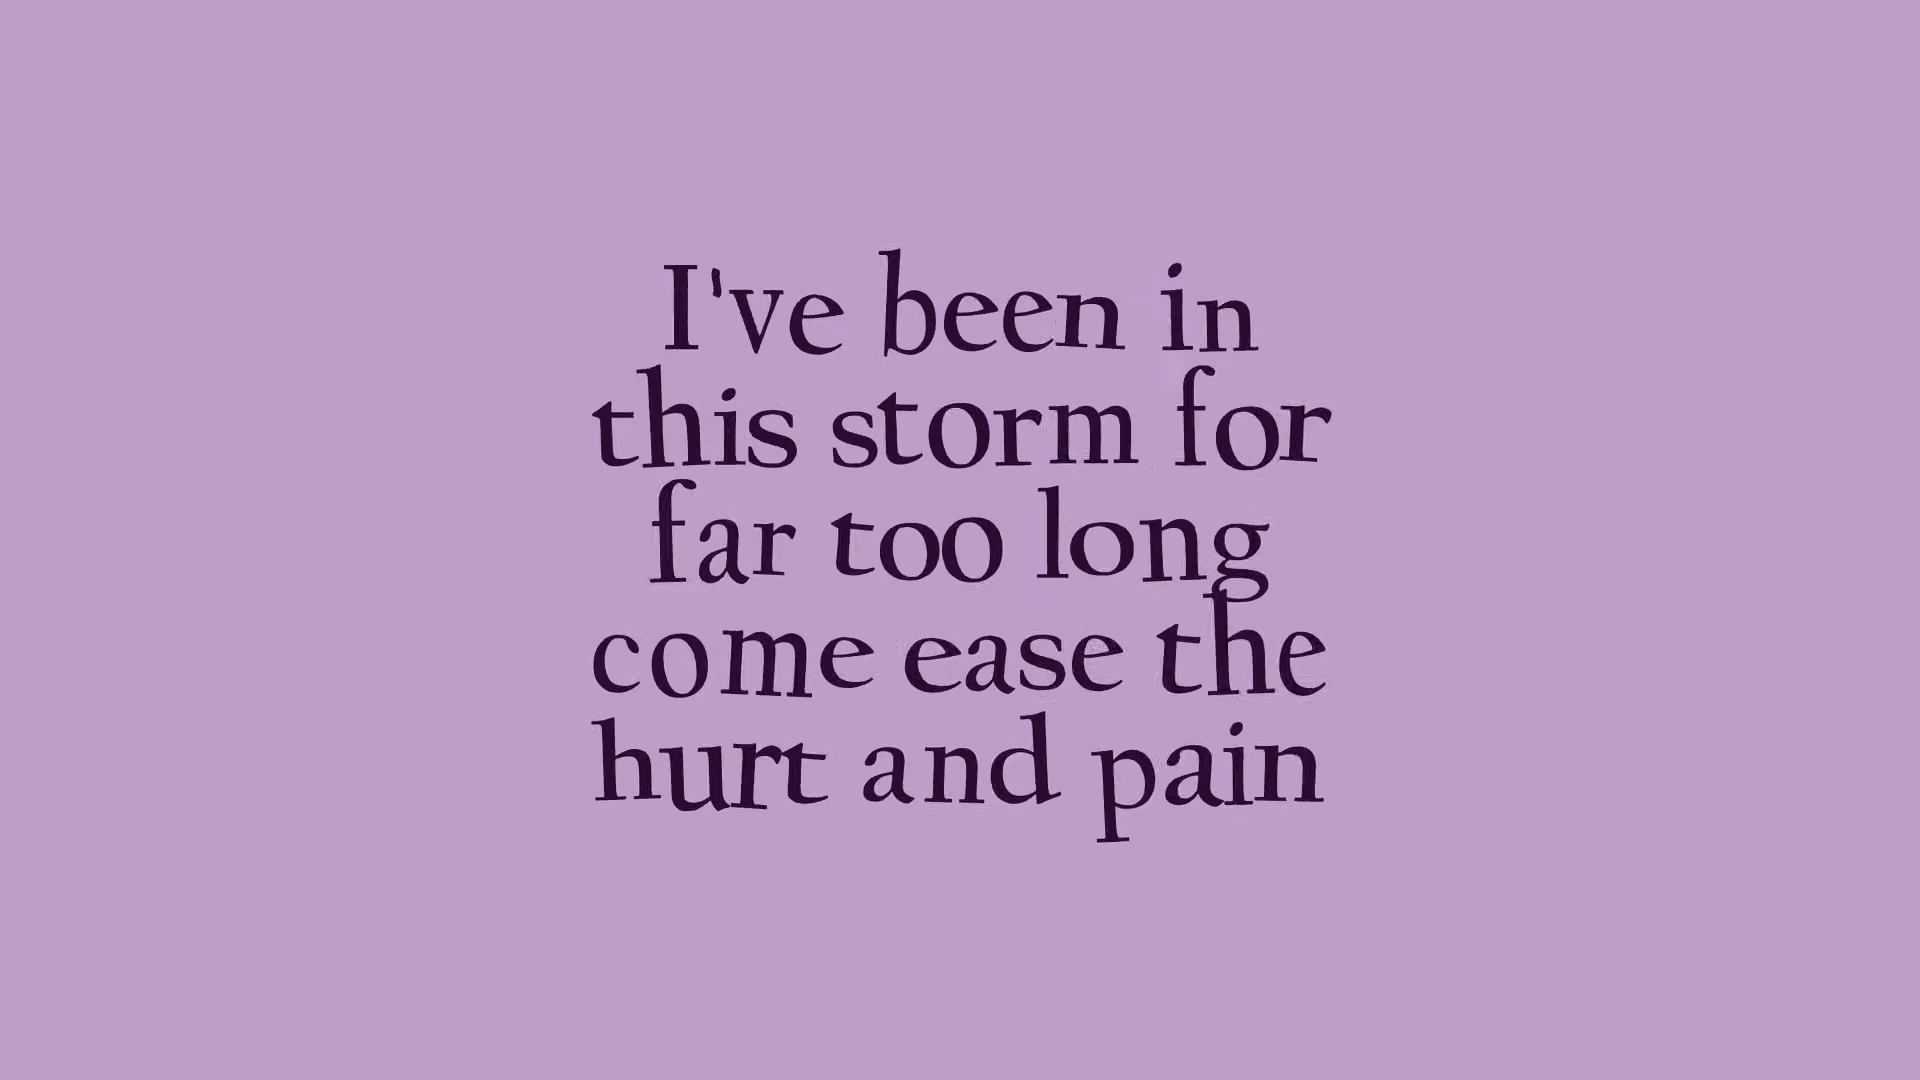 I've been in
this storm for
far too long
come ease the
hurt and pain